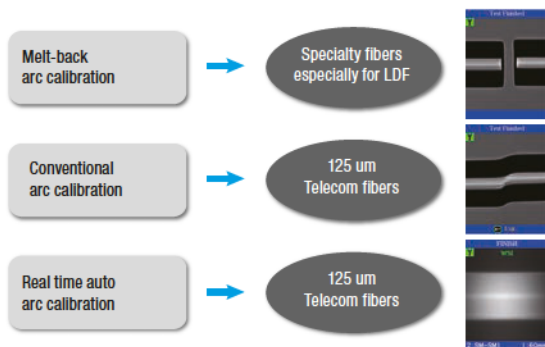 Melt-back
arc calibration
Specialty fibers
especially for LDF
Test Finished
Y
Conventional
arc calibration
125 um
Telecom fibers
Test Finished
Y
Real time auto
arc calibration
125 um
Telecom fibers
FINISH
Y